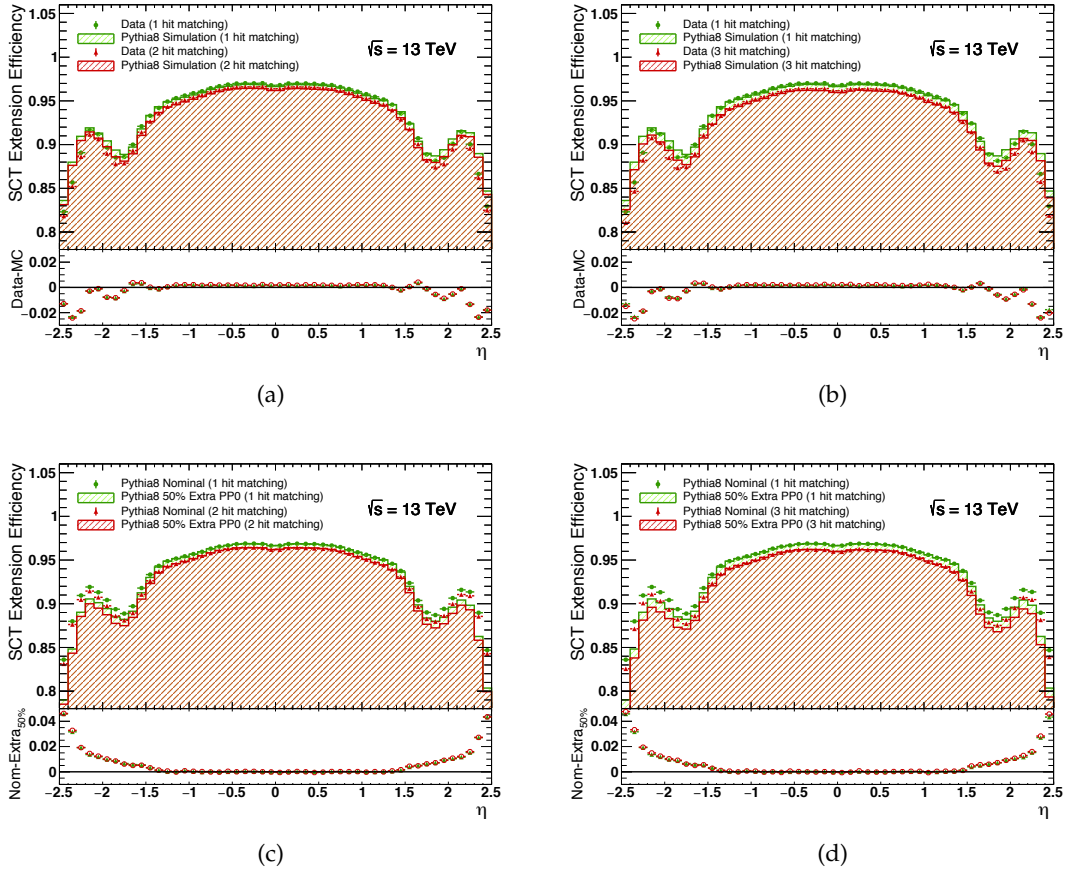 SCT Extension Efficiency
1.05
1
0.95
0.9
0.85
0.8
Data (1 hit matching)
Pythia8 Simulation (1 hit matching)
Data (2 hit matching)
Pythia8 Simulation (2 hit matching)
√s = 13 TeV
Data-MC
0.02
0
−0.02
−2.5 −2 −1.5 −1 −0.5 0 0.5 1 1.5 2 2.5
η
(a)
SCT Extension Efficiency
1.05
1
0.95
0.9
0.85
0.8
Data (1 hit matching)
Pythia8 Simulation (1 hit matching)
Data (3 hit matching)
Pythia8 Simulation (3 hit matching)
√s = 13 TeV
Data-MC
0.02
0
−0.02
−2.5 −2 −1.5 −1 −0.5 0 0.5 1 1.5 2 2.5
η
(b)
SCT Extension Efficiency
1.05
1
0.95
0.9
0.85
0.8
Pythia8 Nominal (1 hit matching)
Pythia8 50% Extra PP0 (1 hit matching)
Pythia8 Nominal (2 hit matching)
Pythia8 50% Extra PP0 (2 hit matching)
√s = 13 TeV
Nom-Extra50%
0.04
0.02
0
−2.5 −2 −1.5 −1 −0.5 0 0.5 1 1.5 2 2.5
η
(c)
SCT Extension Efficiency
1.05
1
0.95
0.9
0.85
0.8
Pythia8 Nominal (1 hit matching)
Pythia8 50% Extra PP0 (1 hit matching)
Pythia8 Nominal (3 hit matching)
Pythia8 50% Extra PP0 (3 hit matching)
√s = 13 TeV
Nom-Extra50%
0.04
0.02
0
−2.5 −2 −1.5 −1 −0.5 0 0.5 1 1.5 2 2.5
η
(d)